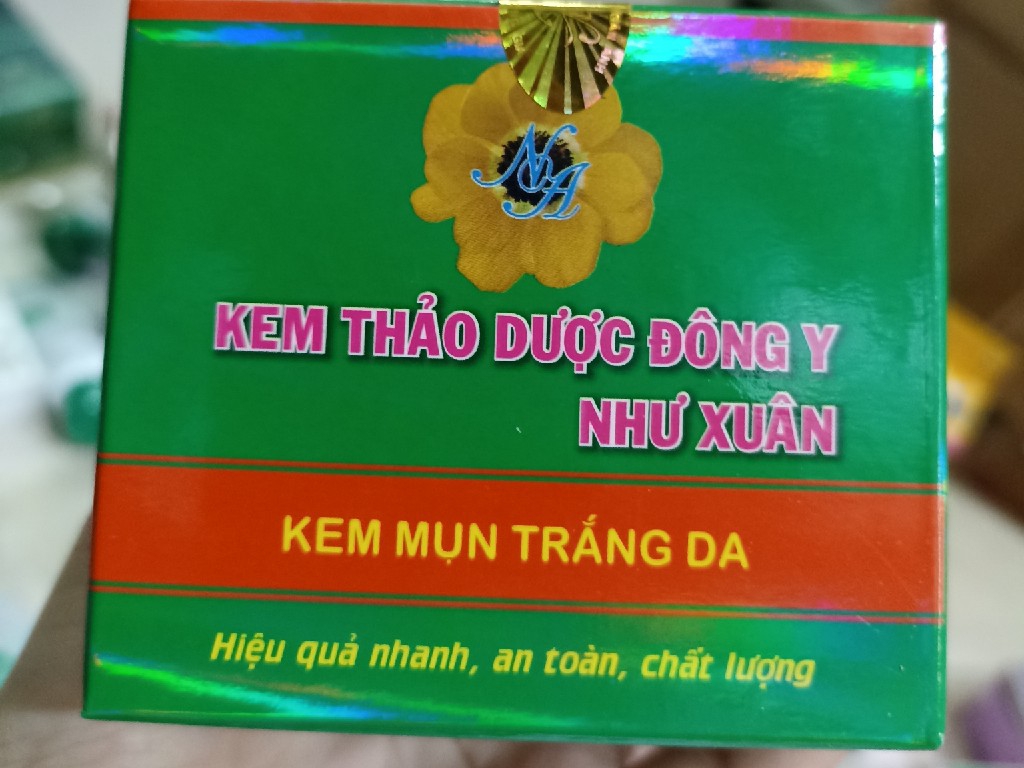 NA
KEM THẢO DƯỢC ĐÔNG Y
NHƯ XUÂN
KEM MỤN TRẮNG DA
Hiệu quả nhanh, an toàn, chất lượng